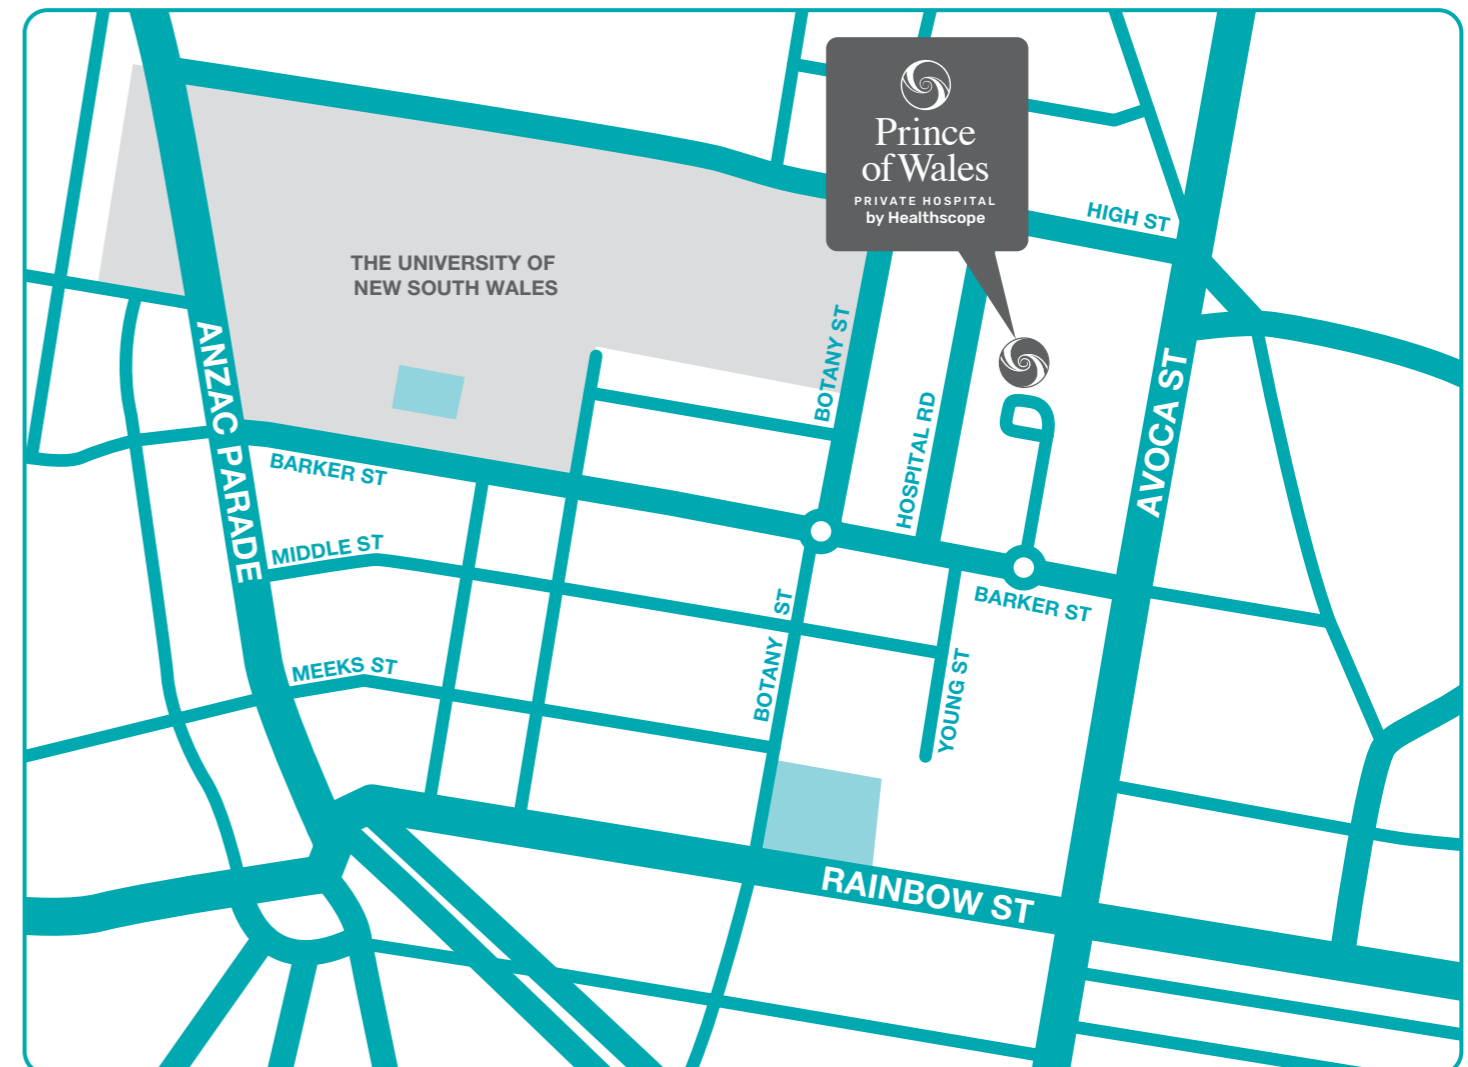 Prince
of Wales
PRIVATE HOSPITAL
by Healthscope
HIGH ST
THE UNIVERSITY OF
NEW SOUTH WALES
BOTANY ST
HOSPITAL RD
AVOCA ST
ANZAC PARADE
BARKER ST
MIDDLE ST
MEEKS ST
BOTANY ST
YOUNG ST
BARKER ST
RAINBOW ST